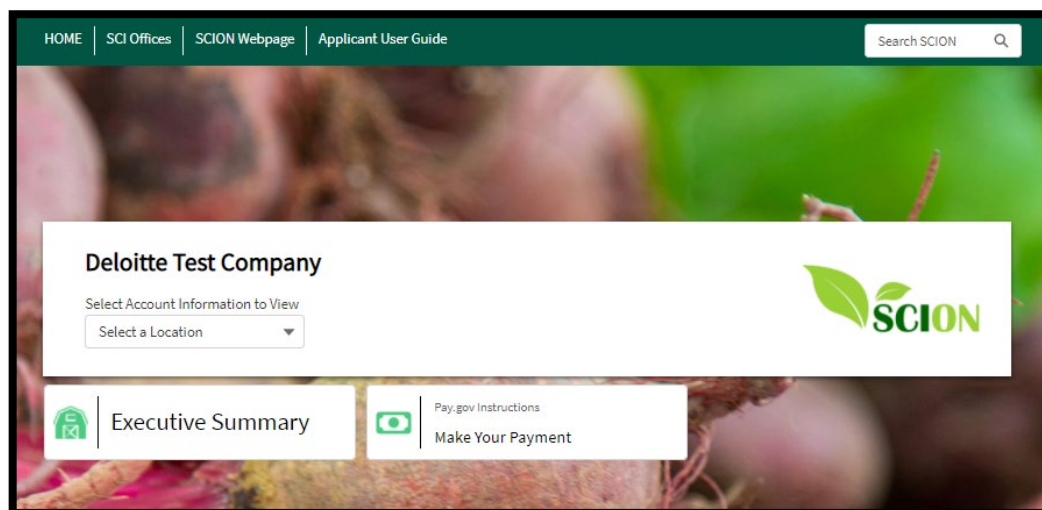 HOME SCI Offices SCION Webpage Applicant User Guide Search SCION
Deloitte Test Company
Select Account Information to View
Select a Location
SCION
Executive Summary
Pay.gov Instructions
Make Your Payment